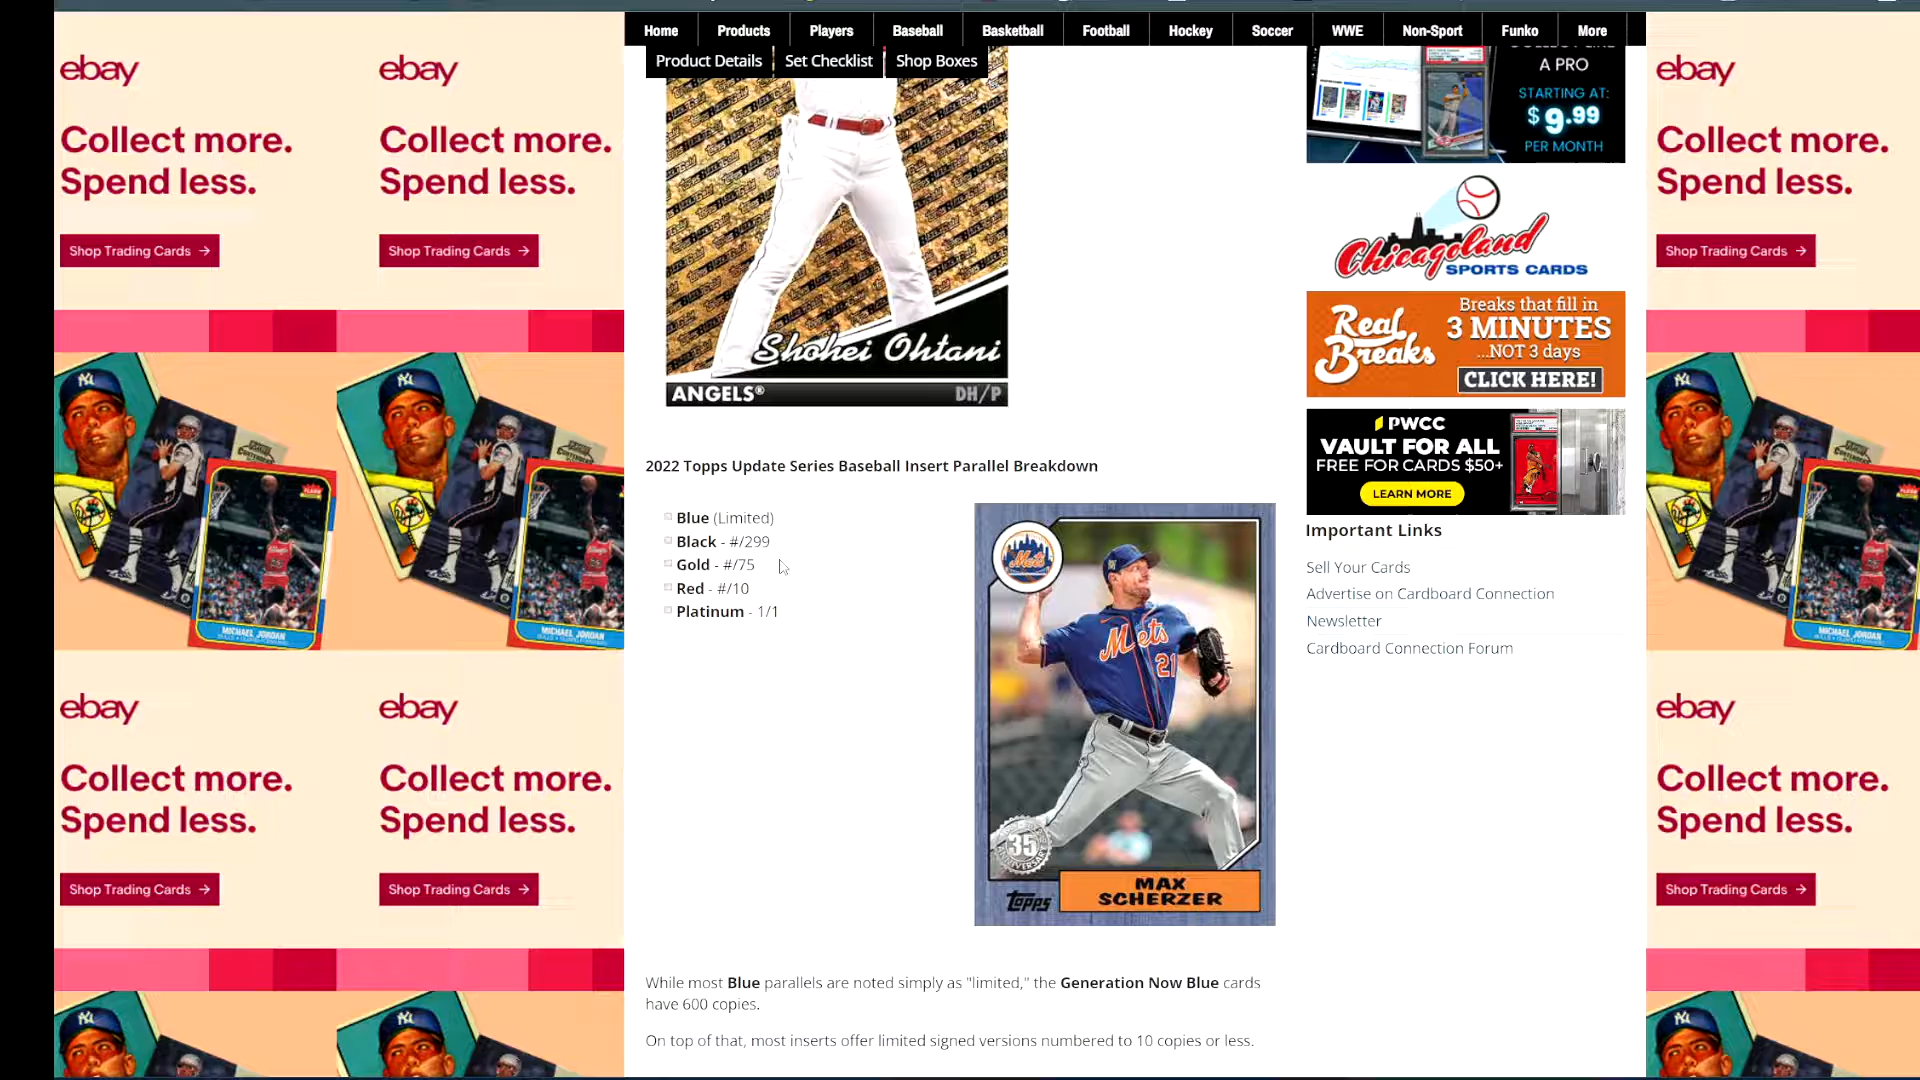 Home Products Players Baseball Basketball Football Hockey Soccer WWE Non-Sport Funko More
Product Details Set Checklist Shop Boxes
ebay
Collect more.
Spend less.
Shop Trading Cards →
ebay
Collect more.
Spend less.
Shop Trading Cards →
MICHAEL JORDAN
MICHAEL JORDAN
ebay
Collect more.
Spend less.
Shop Trading Cards →
ebay
Collect more.
Spend less.
Shop Trading Cards →
Shohei Ohtani
ANGELS® DH/P
2022 Topps Update Series Baseball Insert Parallel Breakdown
Blue (Limited)
Black - #/299
Gold - #/75
Red - #/10
Platinum - 1/1
Mets
Mets
21
35
ANNIVERSARY
Topps
MAX
SCHERZER
While most Blue parallels are noted simply as "limited," the Generation Now Blue cards
have 600 copies.
On top of that, most inserts offer limited signed versions numbered to 10 copies or less.
A PRO
STARTING AT:
$9.99
PER MONTH
Chicagoland
SPORTS CARDS
Real
Breaks
Breaks that fill in
3 MINUTES
...NOT 3 days
CLICK HERE!
PWCC
VAULT FOR ALL
FREE FOR CARDS $50+
LEARN MORE
Important Links
Sell Your Cards
Advertise on Cardboard Connection
Newsletter
Cardboard Connection Forum
ebay
Collect more.
Spend less.
Shop Trading Cards →
MICHAEL JORDAN
ebay
Collect more.
Spend less.
Shop Trading Cards →